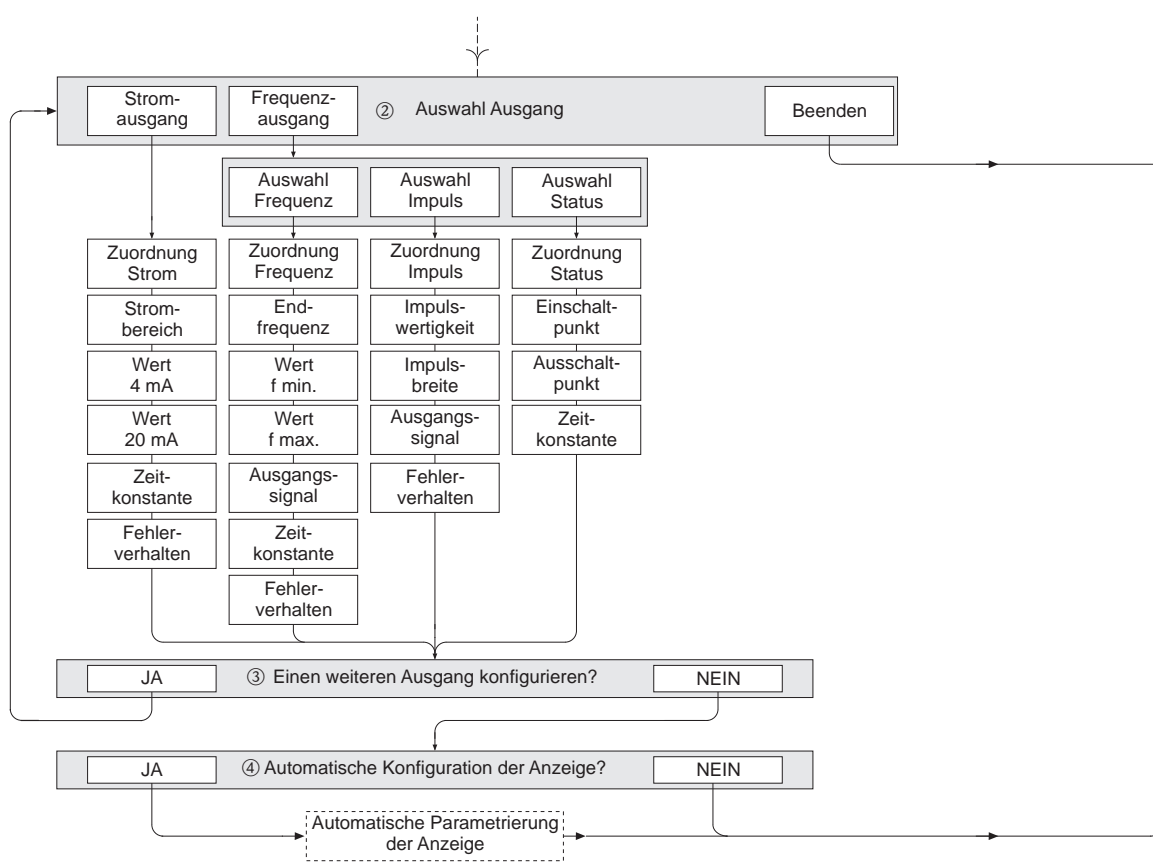 Strom-
ausgang
Frequenz-
ausgang
② Auswahl Ausgang
Beenden
Auswahl
Frequenz
Auswahl
Impuls
Auswahl
Status
Zuordnung
Strom
Strom-
bereich
Wert
4 mA
Wert
20 mA
Zeit-
konstante
Fehler-
verhalten
Zuordnung
Frequenz
End-
frequenz
Wert
f min.
Wert
f max.
Ausgangs-
signal
Zeit-
konstante
Fehler-
verhalten
Zuordnung
Impuls
Impuls-
wertigkeit
Impuls-
breite
Ausgangs-
signal
Fehler-
verhalten
Zuordnung
Status
Einschalt-
punkt
Ausschalt-
punkt
Zeit-
konstante
JA
③ Einen weiteren Ausgang konfigurieren?
NEIN
JA
④ Automatische Konfiguration der Anzeige?
NEIN
Automatische Parametrierung
der Anzeige